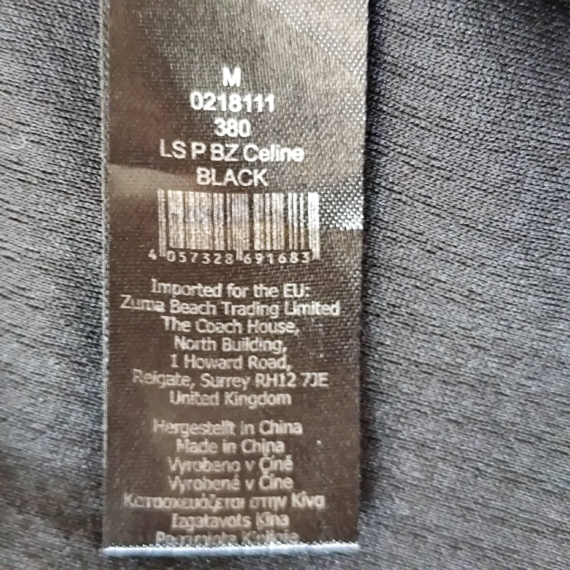 M
0218111
380
LS P BZ Celine
BLACK
4 057328 691683
Imported for the EU:
Zuma Beach Trading Limited
The Coach House,
North Building,
1 Howard Road,
Reigate, Surrey RH12 7JE
United Kingdom
Hergestellt in China
Made in China
Vyrobeno v Číně
Vyrobené v Číne
Κατασκευάζεται στην Κίνα
Izgatavots Ķīna